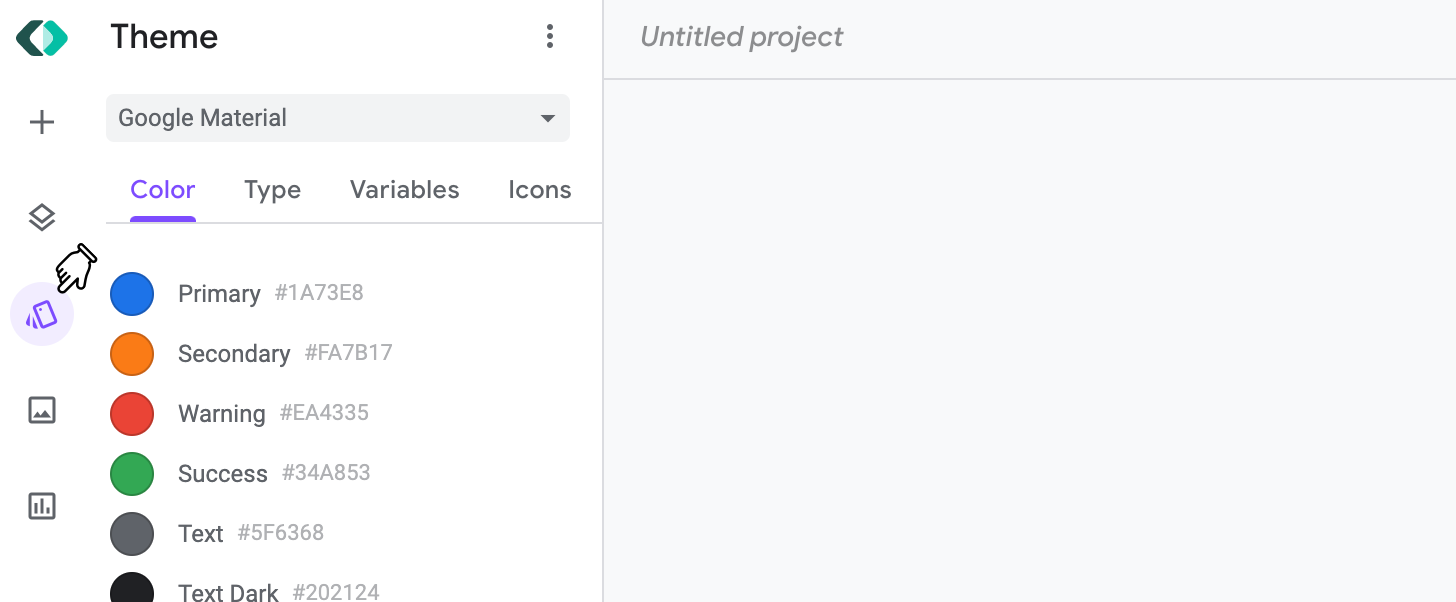 Theme
Untitled project
Google Material
Color Type Variables Icons
Primary #1A73E8
Secondary #FA7B17
Warning #EA4335
Success #34A853
Text #5F6368
Text Dark #202124